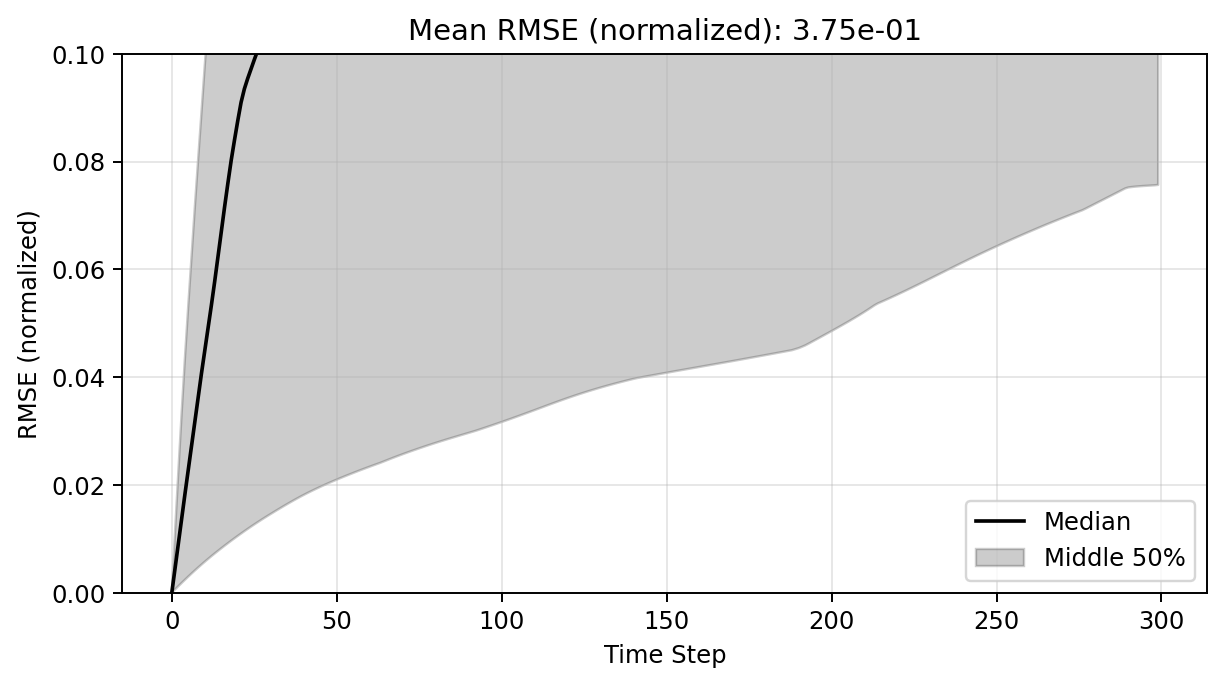 Mean RMSE (normalized): 3.75e-01
RMSE (normalized)
0.10
0.08
0.06
0.04
0.02
0.00
0 50 100 150 200 250 300
Time Step
Median
Middle 50%